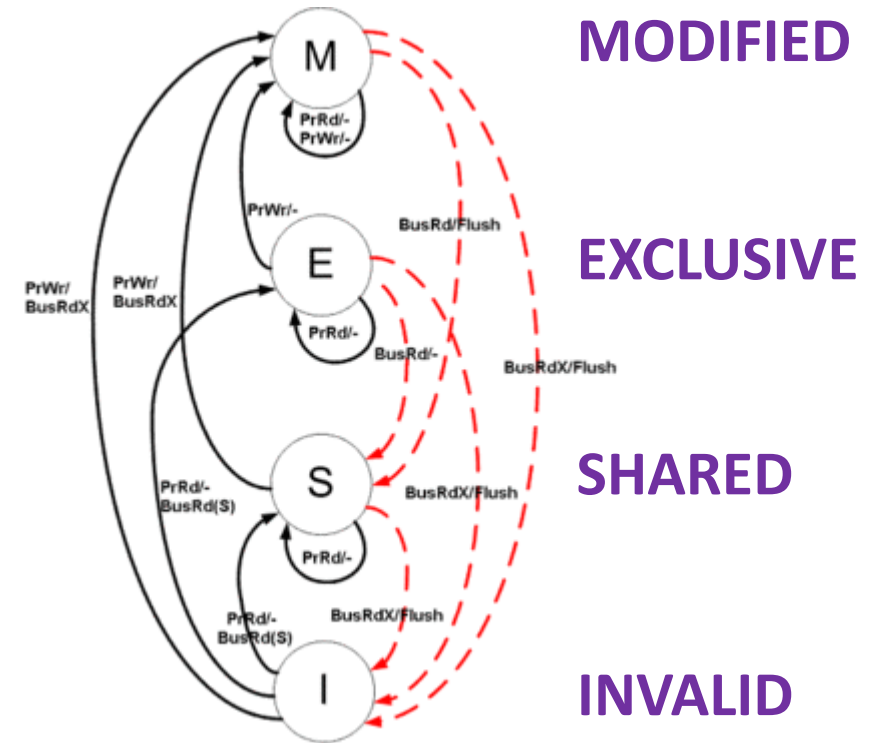 M
MODIFIED
PrRd/-
PrWr/-
PrWr/-
BusRd/Flush
E
EXCLUSIVE
PrWr/
BusRdX
PrWr/
BusRdX
PrRd/-
BusRd/-
BusRdX/Flush
S
SHARED
PrRd/-
BusRd(S)
BusRdX/Flush
PrRd/-
PrRd/-
BusRd(S)
BusRdX/Flush
I
INVALID